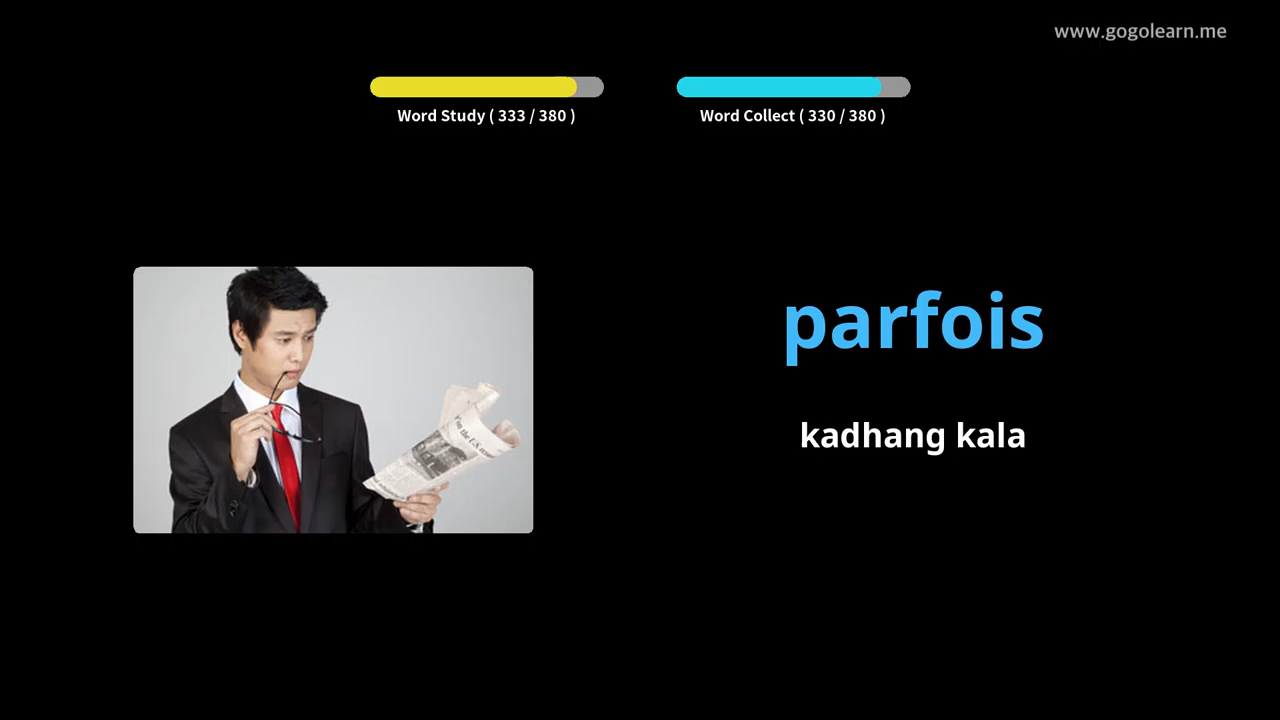 www.gogolearn.me
Word Study ( 333 / 380 )
Word Collect ( 330 / 380 )
parfois
kadhang kala